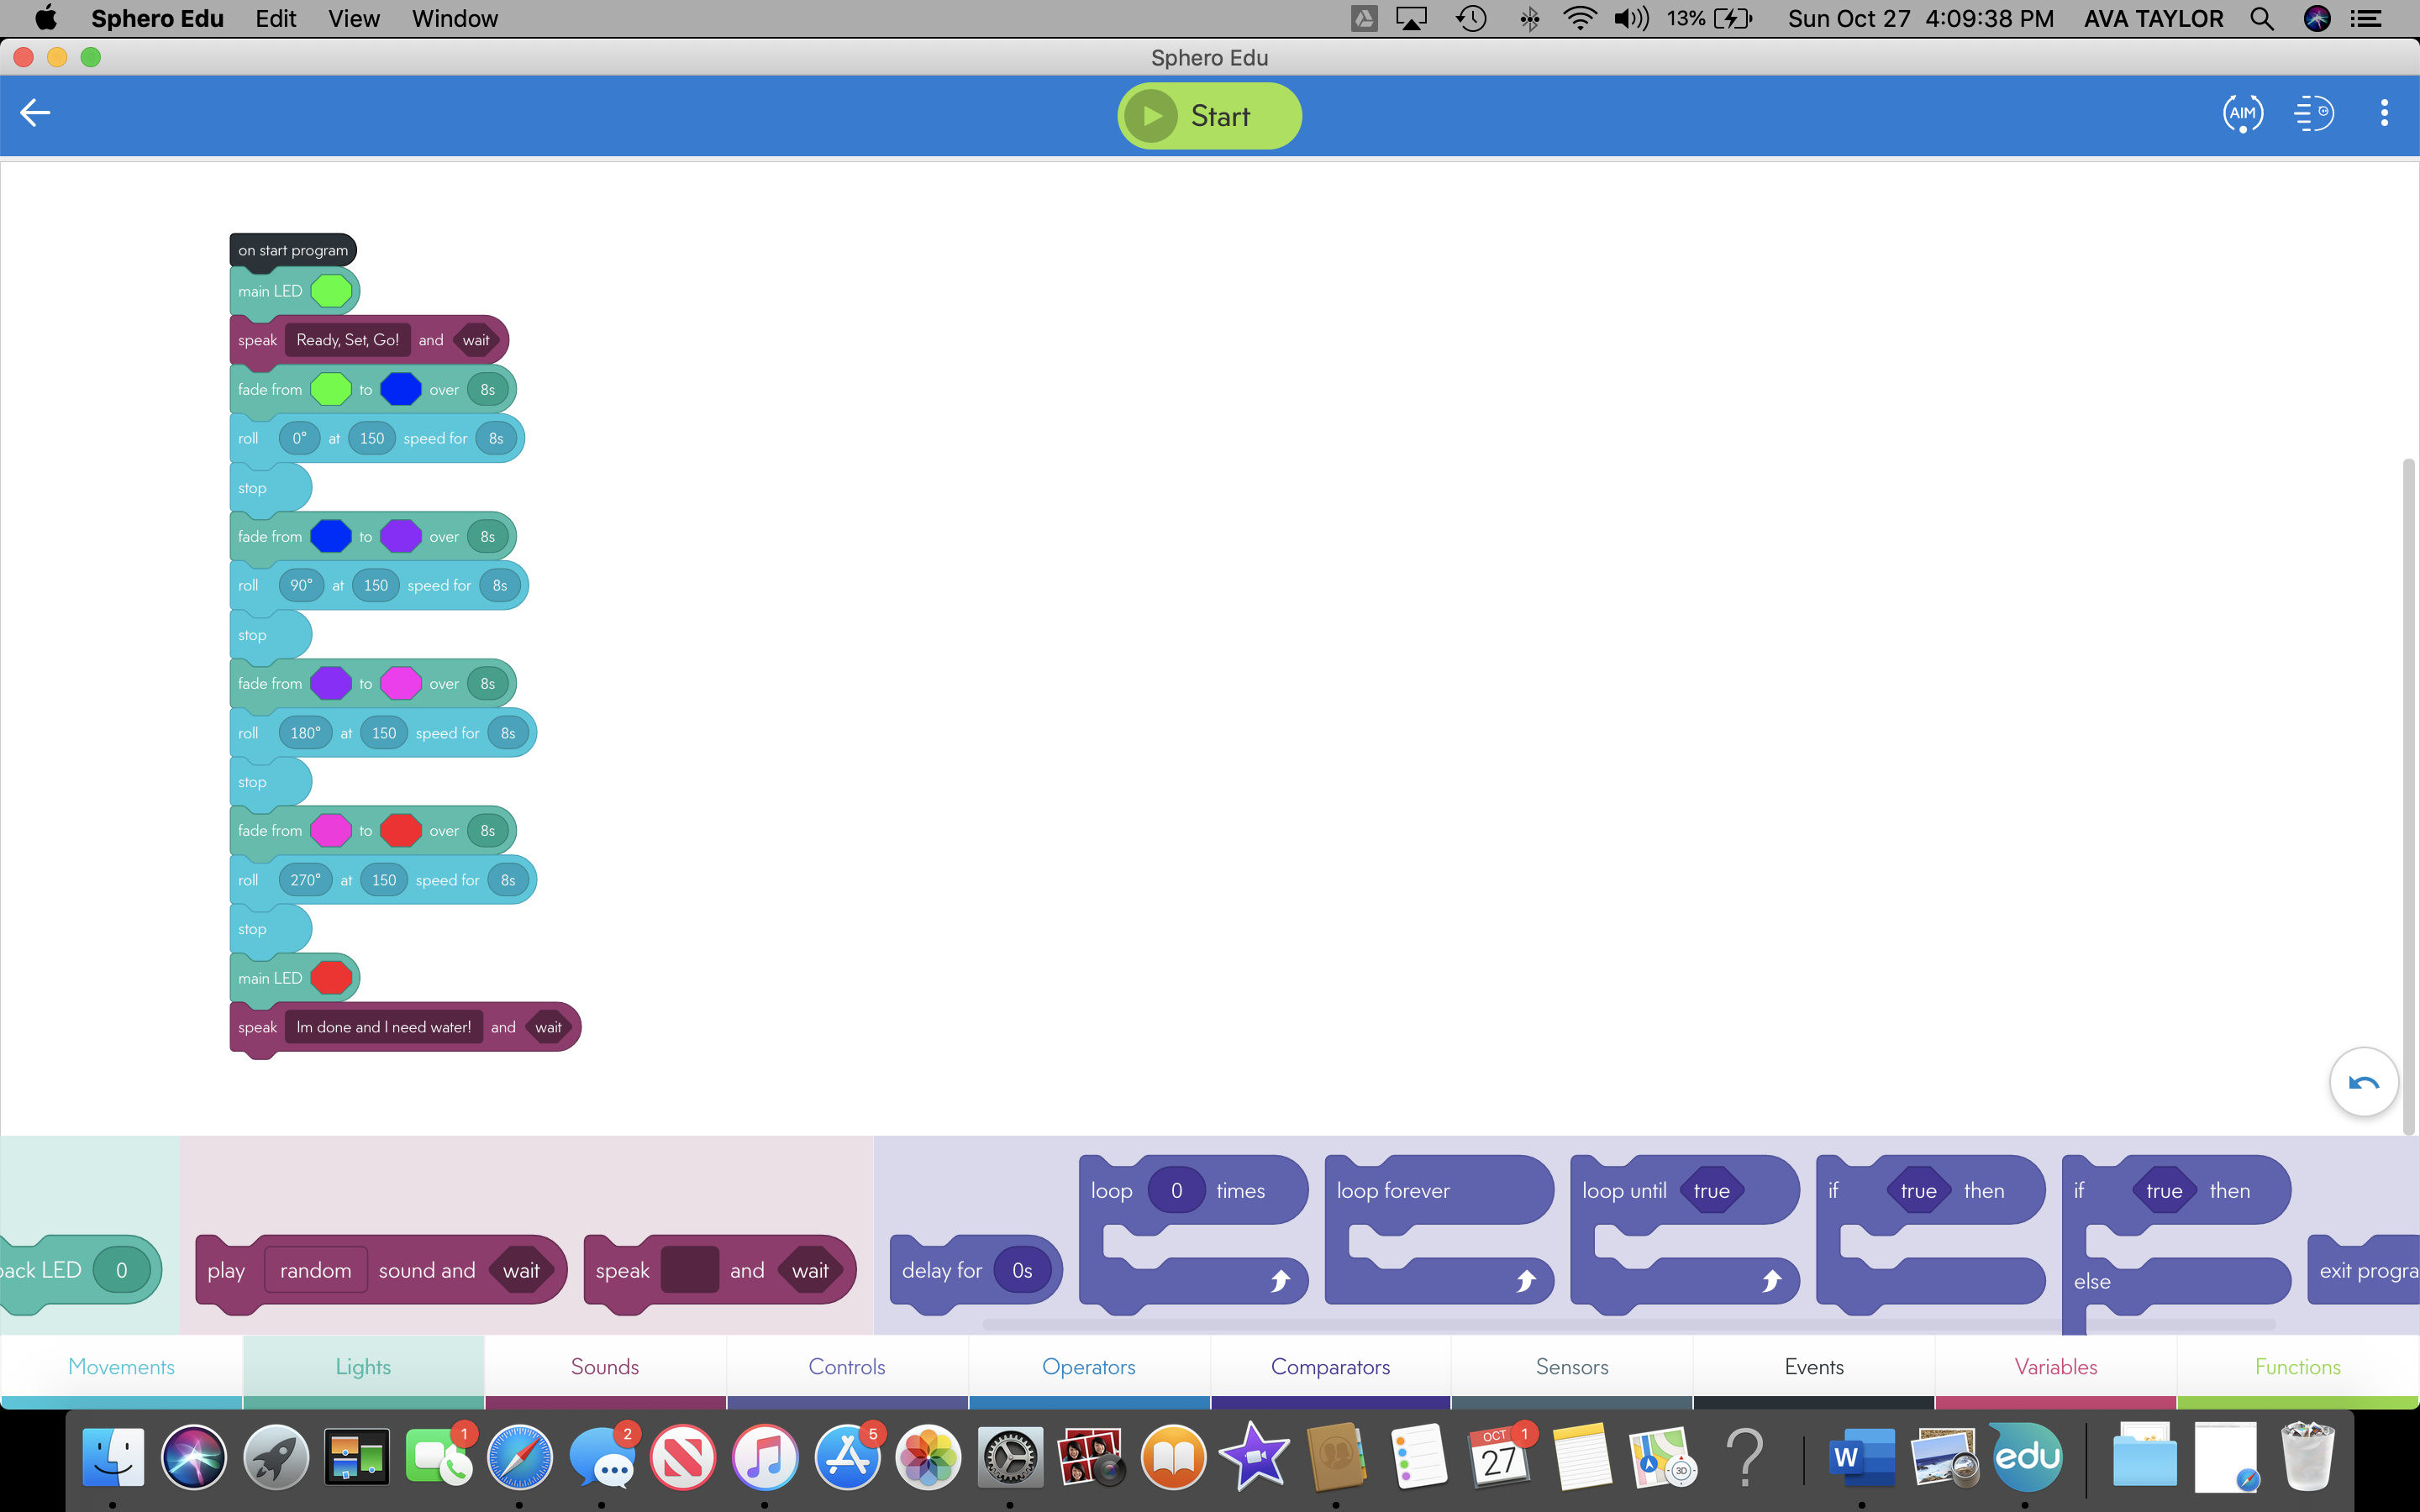 Sphero Edu Edit View Window 13% Sun Oct 27 4:09:38 PM AVA TAYLOR
Sphero Edu
Start AIM
on start program
main LED
speak Ready, Set, Go! and wait
fade from to over 8s
roll 0° at 150 speed for 8s
stop
fade from to over 8s
roll 90° at 150 speed for 8s
stop
fade from to over 8s
roll 180° at 150 speed for 8s
stop
fade from to over 8s
roll 270° at 150 speed for 8s
stop
main LED
speak Im done and I need water! and wait
loop 0 times loop forever loop until true if true then if true then
ack LED 0 play random sound and wait speak and wait delay for 0s else exit progra
Movements Lights Sounds Controls Operators Comparators Sensors Events Variables Functions
1 2 5 OCT 27 1 3D ? W edu